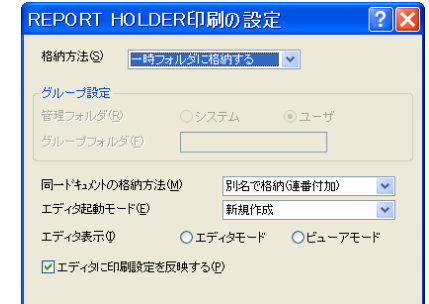 REPORT HOLDER印刷の設定
格納方法(S) 一時フォルダに格納する
グループ設定
管理フォルダ(R) システム ユーザ
グループフォルダ(F)
同一ドキュメントの格納方法(M) 別名で格納(連番付加)
エディタ起動モード(E) 新規作成
エディタ表示(I) エディタモード ビューアモード
エディタに印刷設定を反映する(P)